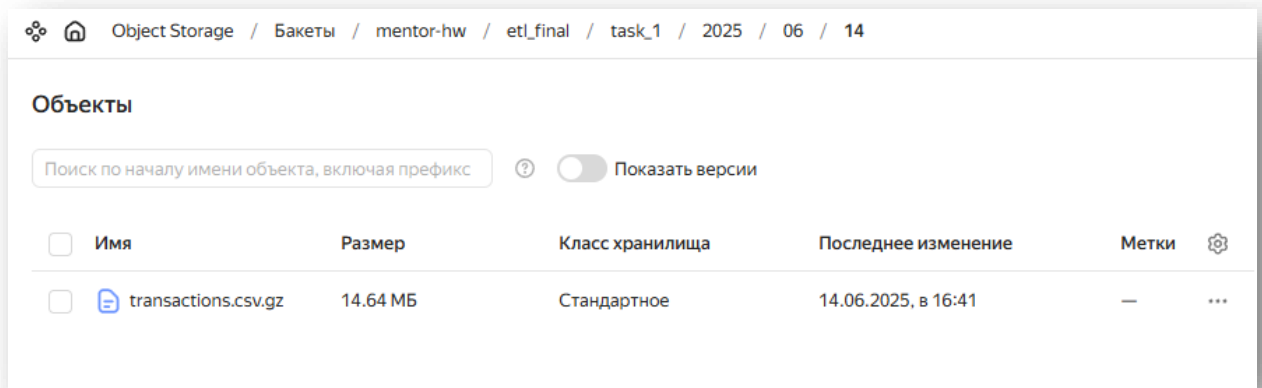 Object Storage / Бакеты / mentor-hw / etl_final / task_1 / 2025 / 06 / 14
Объекты
Поиск по началу имени объекта, включая префикс ? Показать версии
Имя Размер Класс хранилища Последнее изменение Метки
transactions.csv.gz 14.64 МБ Стандартное 14.06.2025, в 16:41 —